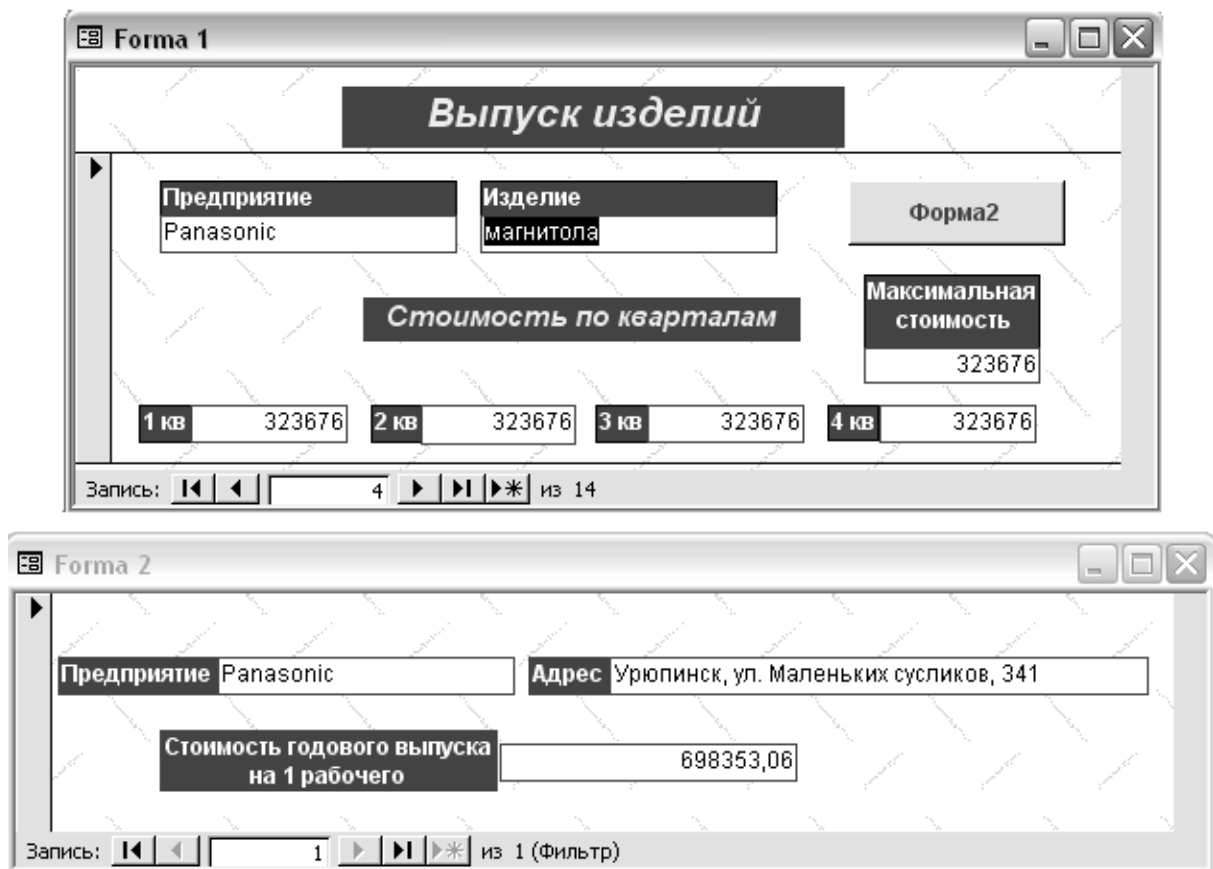 Forma 1
Выпуск изделий
Предприятие Изделие
Panasonic магнитола
Форма2
Стоимость по кварталам
Максимальная
стоимость
323676
1 кв 323676 2 кв 323676 3 кв 323676 4 кв 323676
Запись: 4 из 14
Forma 2
Предприятие Panasonic Адрес Урюпинск, ул. Маленьких сусликов, 341
Стоимость годового выпуска
на 1 рабочего
698353,06
Запись: 1 из 1 (Фильтр)